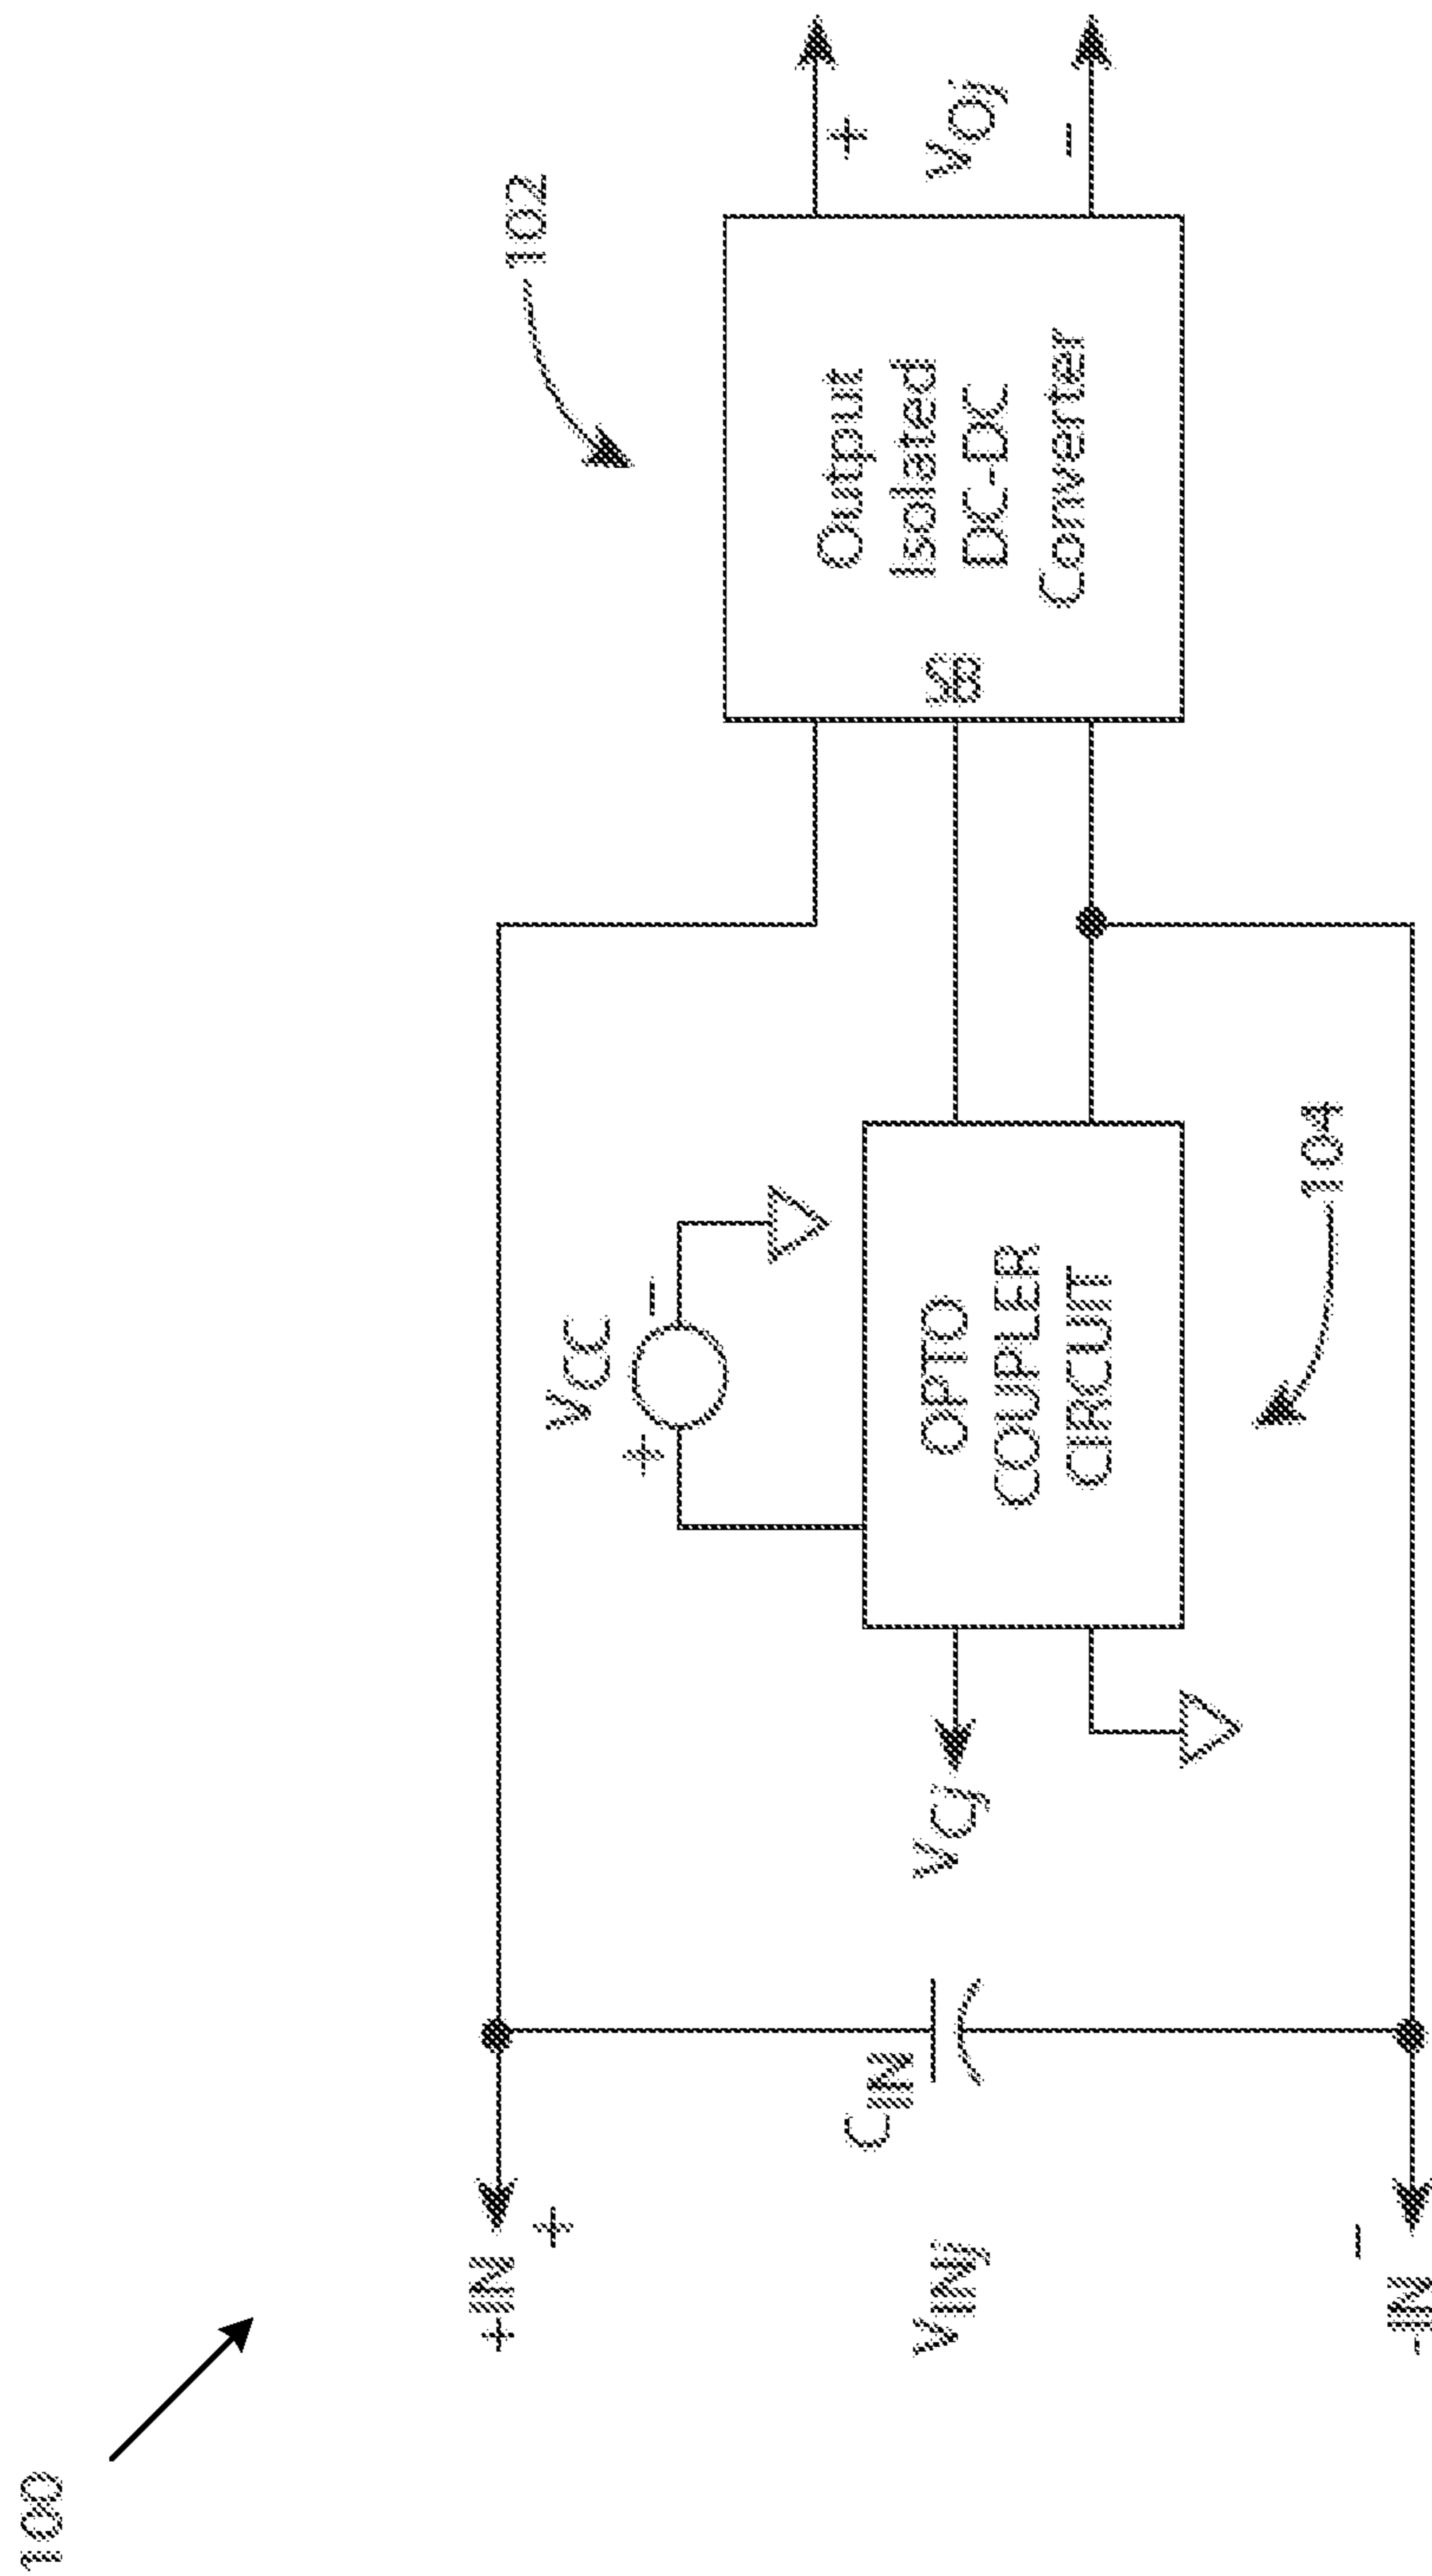 100
102
+IN
+
VCC
+
-
+
VOj
-
Output
Isolated
DC-DC
Converter
SB
CIN
VINj
VCj
OPTO
COUPLER
CIRCUIT
104
-
-IN